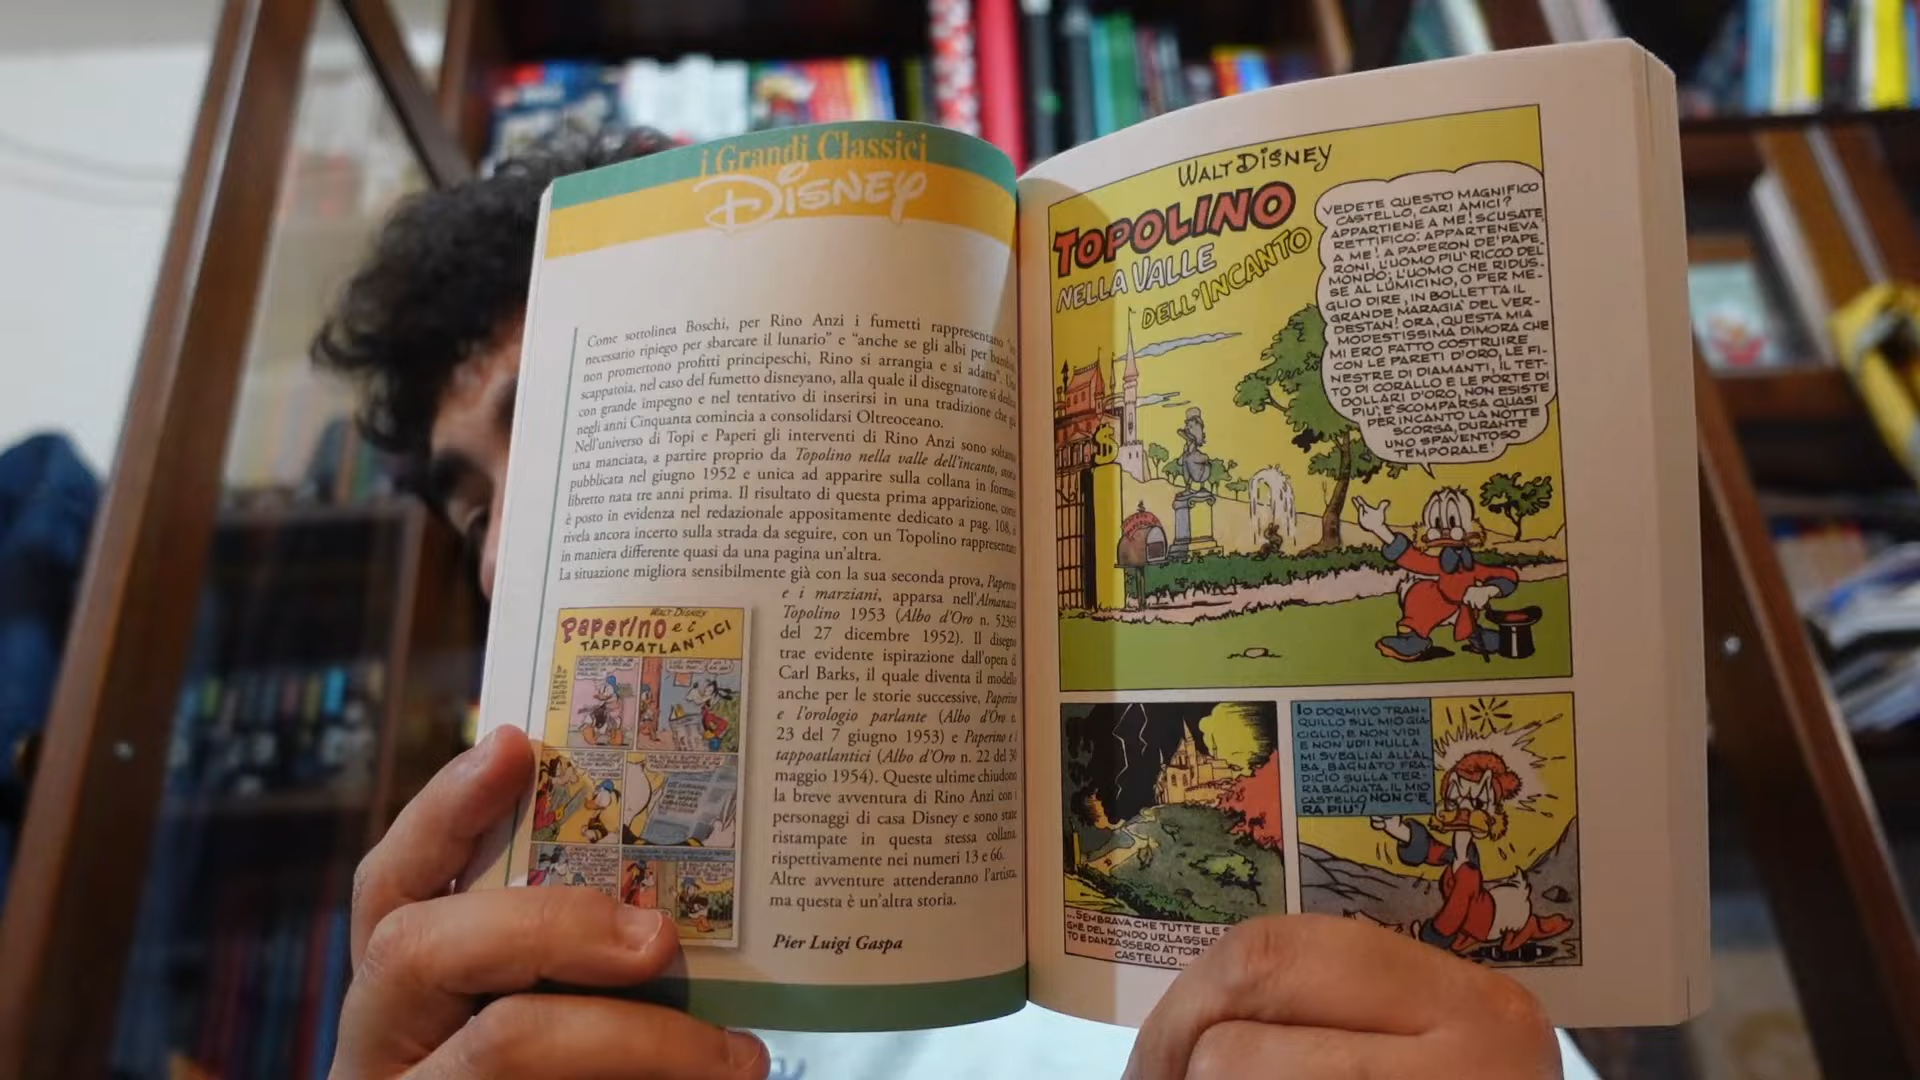 i Grandi Classici
Disney
Come sottolinea Boschi, per Rino Anzi i fumetti rappresentano
necessario ripiego per sbarcare il lunario" e "anche se gli albi per
non promettono profitti principeschi, Rino si arrangia e si adatta".
scappatoia, nel caso del fumetto disneyano, alla quale il disegnatore si dedica
con grande impegno e nel tentativo di inserirsi in una tradizione che
negli anni Cinquanta comincia a consolidarsi Oltreoceano.
Nell'universo di Topi e Paperi gli interventi di Rino Anzi sono
una manciata, a partire proprio da Topolino nella valle dell'incanto,
pubblicata nel giugno 1952 e unica ad apparire sulla collana in
libretto nata tre anni prima. Il risultato di questa prima apparizione,
è posto in evidenza nel redazionale appositamente dedicato a pag. 108,
rivela ancora incerto sulla strada da seguire, con un Topolino
in maniera differente quasi da una pagina un'altra.
La situazione migliora sensibilmente già con la sua seconda prova,
e i marziani, apparsa nell'Almanacco
Topolino 1953 (Albo d'Oro n.
del 27 dicembre 1952). Il disegno
trae evidente ispirazione dall'opera di
Carl Barks, il quale diventa il modello
anche per le storie successive, Paperino
e l'orologio parlante (Albo d'Oro n.
23 del 7 giugno 1953) e Paperino e i
tappoatlantici (Albo d'Oro n. 22 del 30
maggio 1954). Queste ultime chiudono
la breve avventura di Rino Anzi con i
personaggi di casa Disney e sono state
ristampate in questa stessa collana,
rispettivamente nei numeri 13 e 66.
Altre avventure attenderanno l'artista,
ma questa è un'altra storia.
Pier Luigi Gaspa
WALT DISNEY
Paperino e i
TAPPOATLANTICI
WALT DISNEY
TOPOLINO
NELLA VALLE
DELL'INCANTO
VEDETE QUESTO MAGNIFICO
CASTELLO, CARI AMICI?
APPARTIENE A ME! SCUSATE,
RETTIFICO: APPARTENEVA
A ME! A PAPERON DE' PAPE-
RONI, L'UOMO PIU' RICCO DEL
MONDO; L'UOMO CHE RIDUS-
SE AL LUMICINO, O PER ME-
GLIO DIRE, IN BOLLETTA IL
GRANDE MARAGIA' DEL VER-
DESTAN! ORA, QUESTA MIA
MODESTISSIMA DIMORA CHE
MI ERO FATTO COSTRUIRE
CON LE PARETI D'ORO, LE FI-
NESTRE DI DIAMANTI, IL TET-
TO DI CORALLO E LE PORTE DI
DOLLARI D'ORO, NON ESISTE
PIU'; E' SCOMPARSA QUASI
PER INCANTO LA NOTTE
SCORSA, DURANTE
UNO SPAVENTOSO
TEMPORALE!
$
...SEMBRAVA CHE TUTTE LE
GHE DEL MONDO
TO E DANZASSERO
CASTELLO...
IO DORMIVO TRAN-
QUILLO SUL MIO GIA-
CIGLIO, E NON VIDI
E NON UDII NULLA.
MI SVEGLIAI ALL'AL-
BA, BAGNATO FRA-
DICIO SULLA TER-
RA BAGNATA. IL MIO
CASTELLO NON C'E-
RA PIU'!